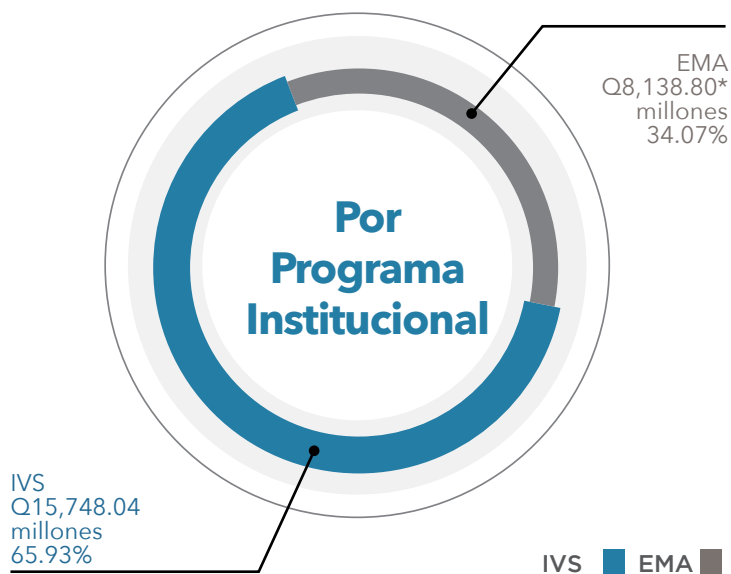 EMA
Q8,138.80*
millones
34.07%
Por
Programa
Institucional
IVS
Q15,748.04
millones
65.93%
IVS EMA